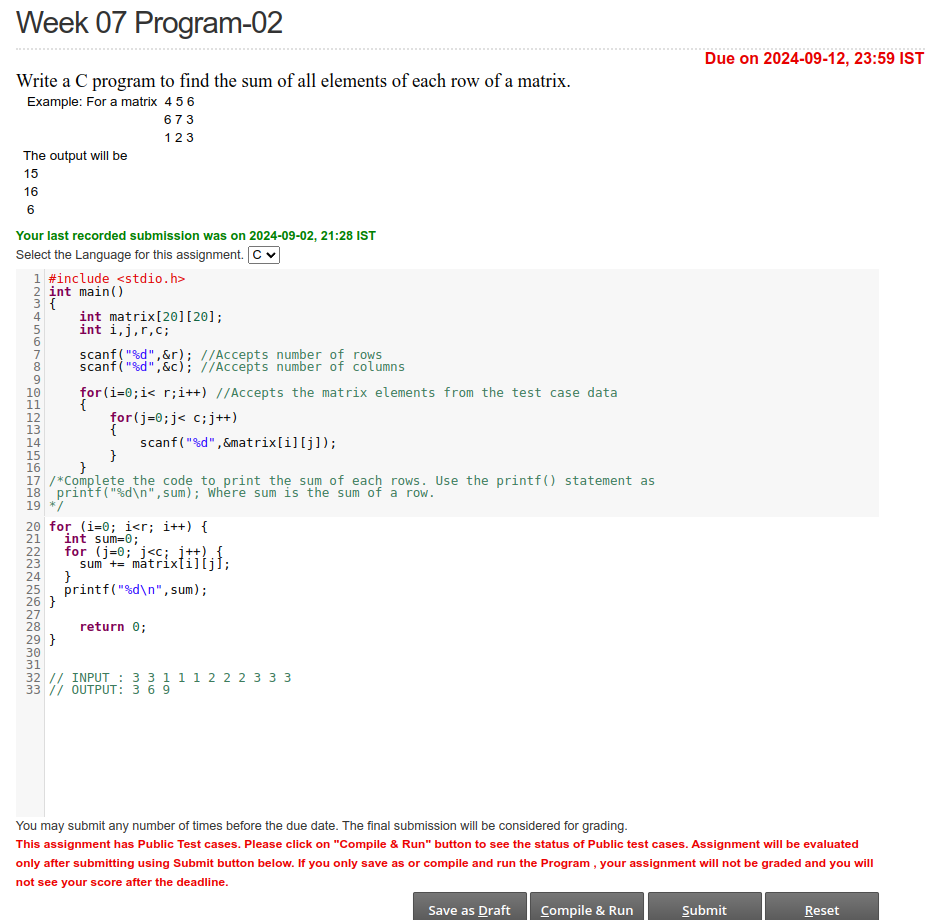 Week 07 Program-02
Due on 2024-09-12, 23:59 IST
Write a C program to find the sum of all elements of each row of a matrix.
Example: For a matrix 4 5 6
6 7 3
1 2 3
The output will be
15
16
6
Your last recorded submission was on 2024-09-02, 21:28 IST
Select the Language for this assignment. C
1 #include <stdio.h>
2 int main()
3 {
4     int matrix[20][20];
5     int i,j,r,c;
6
7     scanf("%d",&r); //Accepts number of rows
8     scanf("%d",&c); //Accepts number of columns
9
10     for(i=0;i< r;i++) //Accepts the matrix elements from the test case data
11     {
12         for(j=0;j< c;j++)
13         {
14             scanf("%d",&matrix[i][j]);
15         }
16     }
17 /*Complete the code to print the sum of each rows. Use the printf() statement as
18  printf("%d\n",sum); Where sum is the sum of a row.
19 */
20 for (i=0; i<r; i++) {
21   int sum=0;
22   for (j=0; j<c; j++) {
23     sum += matrix[i][j];
24   }
25   printf("%d\n",sum);
26 }
27
28     return 0;
29 }
30
31
32 // INPUT : 3 3 1 1 1 2 2 2 3 3 3
33 // OUTPUT: 3 6 9
You may submit any number of times before the due date. The final submission will be considered for grading.
This assignment has Public Test cases. Please click on "Compile & Run" button to see the status of Public test cases. Assignment will be evaluated
only after submitting using Submit button below. If you only save as or compile and run the Program , your assignment will not be graded and you will
not see your score after the deadline.
Save as Draft Compile & Run Submit Reset